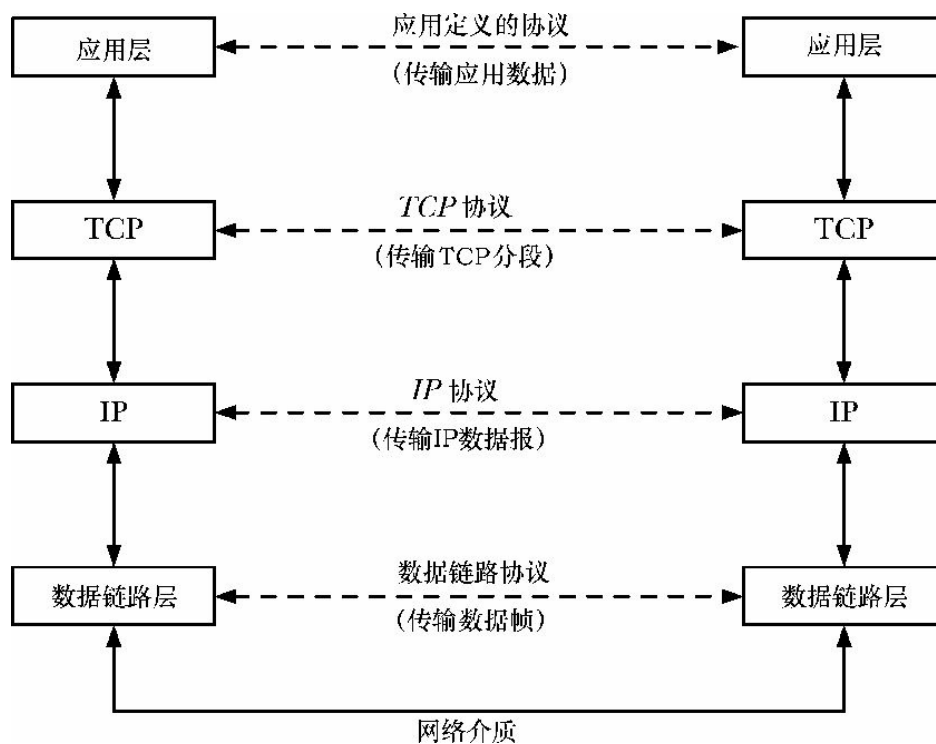 应用层
应用定义的协议
(传输应用数据)
应用层
TCP
TCP 协议
(传输TCP分段)
TCP
IP
IP 协议
(传输IP数据报)
IP
数据链路层
数据链路协议
(传输数据帧)
数据链路层
网络介质